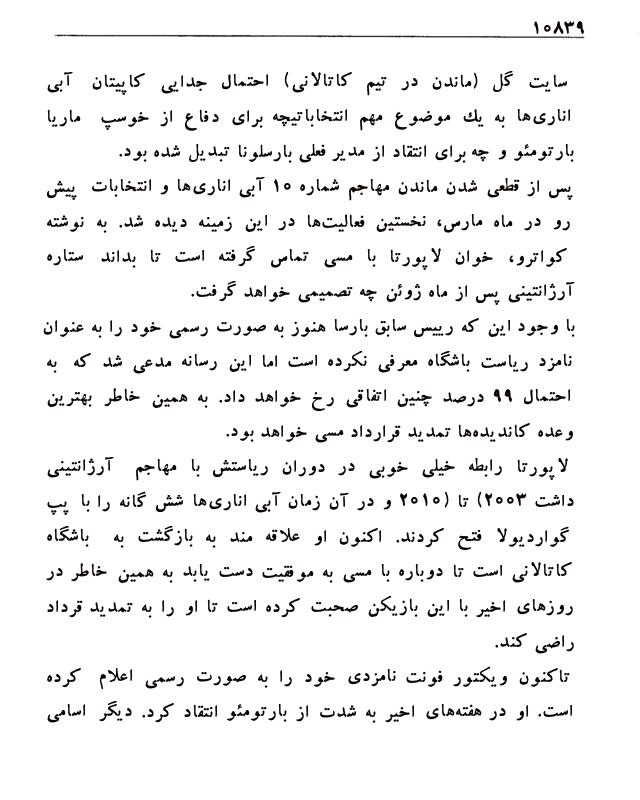 ۱۰۸۳۹
سایت گل (ماندن در تیم کاتالانی) احتمال جدایی کاپیتان آبی
اناری‌ها به یك موضوع مهم انتخاباتیچه برای دفاع از خوسپ ماریا
بارتومئو و چه برای انتقاد از مدیر فعلی بارسلونا تبدیل شده بود.
پس از قطعی شدن ماندن مهاجم شماره ۱۰ آبی اناری‌ها و انتخابات پیش
رو در ماه مارس، نخستین فعالیت‌ها در این زمینه دیده شد. به نوشته
کواترو، خوان لاپورتا با مسی تماس گرفته است تا بداند ستاره
آرژانتینی پس از ماه ژوئن چه تصمیمی خواهد گرفت.
با وجود این که رییس سابق بارسا هنوز به صورت رسمی خود را به عنوان
نامزد ریاست باشگاه معرفی نکرده است اما این رسانه مدعی شد که به
احتمال ۹۹ درصد چنین اتفاقی رخ خواهد داد. به همین خاطر بهترین
وعده کاندیده‌ها تمدید قرارداد مسی خواهد بود.
لاپورتا رابطه خیلی خوبی در دوران ریاستش با مهاجم آرژانتینی
داشت ۲۰۰۳) تا (۲۰۱۰ و در آن زمان آبی اناری‌ها شش گانه را با پپ
گواردیولا فتح کردند. اکنون او علاقه مند به بازگشت به باشگاه
کاتالانی است تا دوباره با مسی به موفقیت دست یابد به همین خاطر در
روزهای اخیر با این بازیکن صحبت کرده است تا او را به تمدید قرداد
راضی کند.
تاکنون ویکتور فونت نامزدی خود را به صورت رسمی اعلام کرده
است. او در هفته‌های اخیر به شدت از بارتومئو انتقاد کرد. دیگر اسامی